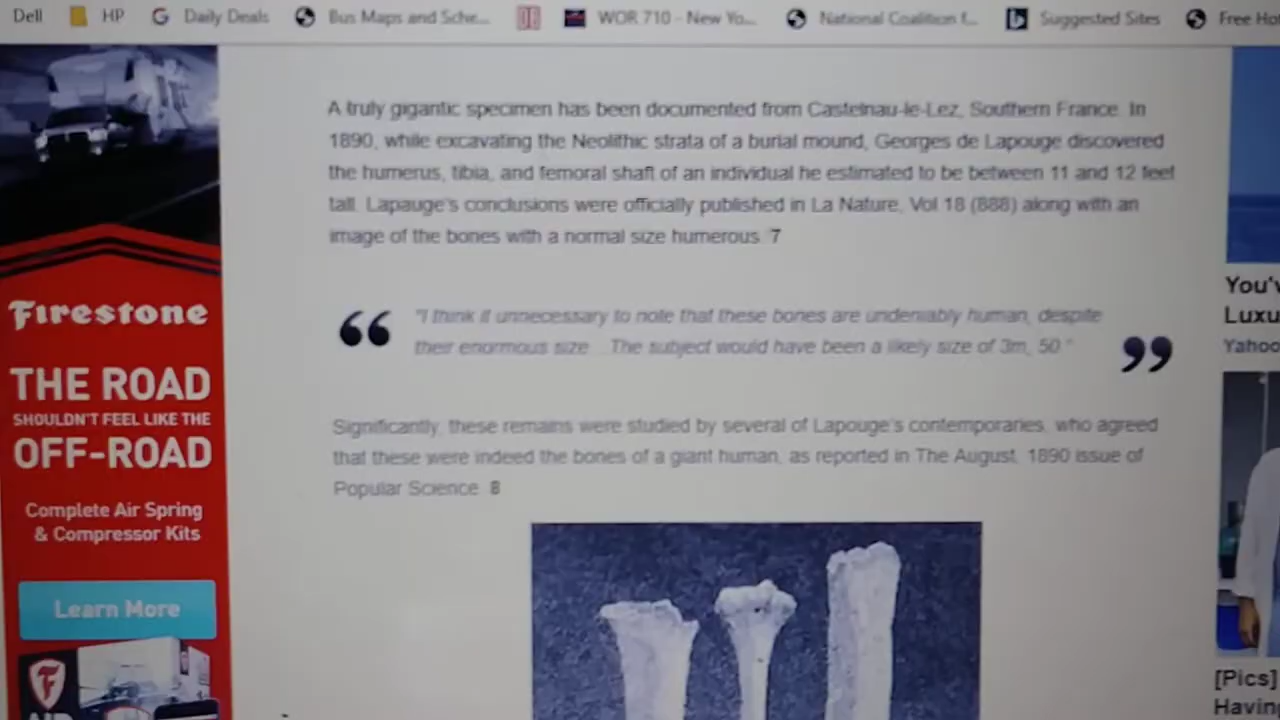 Dell HP Daily Deals Bus Maps and Sche... WOR 710 - New Yo... National Coalition f... Suggested Sites Free Ho
A truly gigantic specimen has been documented from Castelnau-le-Lez, Southern France. In
1890, while excavating the Neolithic strata of a burial mound, Georges de Lapouge discovered
the humerus, tibia, and femoral shaft of an individual he estimated to be between 11 and 12 feet
tall. Lapauge's conclusions were officially published in La Nature, Vol 18 (888) along with an
image of the bones with a normal size humerous. 7
"I think it unnecessary to note that these bones are undeniably human, despite
their enormous size... The subject would have been a likely size of 3m, 50."
Significantly, these remains were studied by several of Lapouge's contemporaries, who agreed
that these were indeed the bones of a giant human, as reported in The August, 1890 issue of
Popular Science. 8
Firestone
THE ROAD
SHOULDN'T FEEL LIKE THE
OFF-ROAD
Complete Air Spring
& Compressor Kits
Learn More
AIR
You'v
Luxu
Yahoo
[Pics]
Having